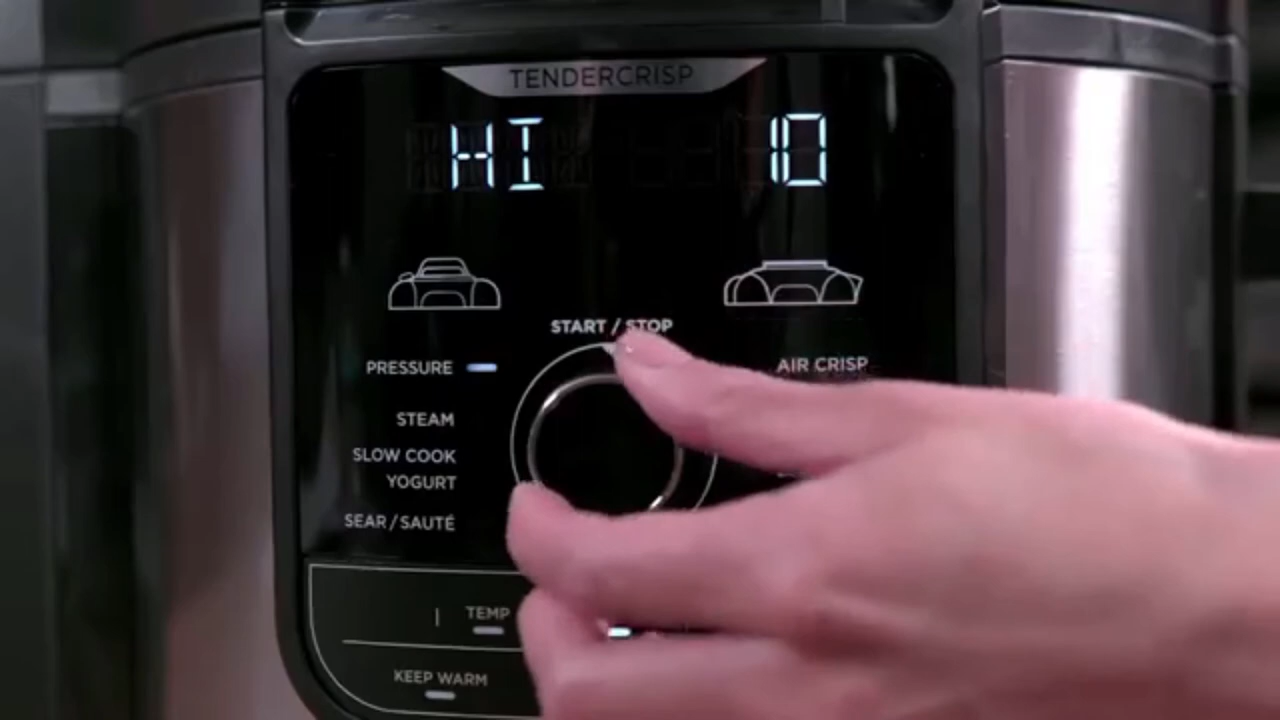 TENDERCRISP
HI 10
START / STOP
PRESSURE
AIR CRISP
STEAM
SLOW COOK
YOGURT
SEAR/SAUTÉ
TEMP
KEEP WARM